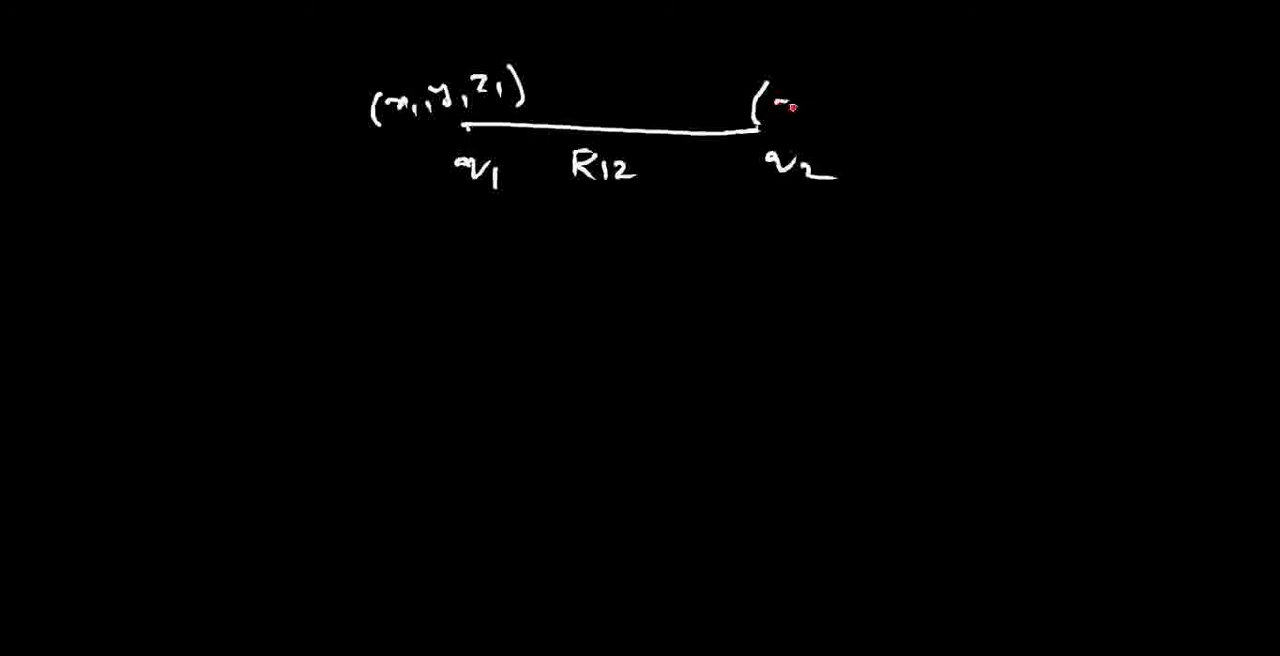 (x1, y1, z1) (
q1 R12 q2